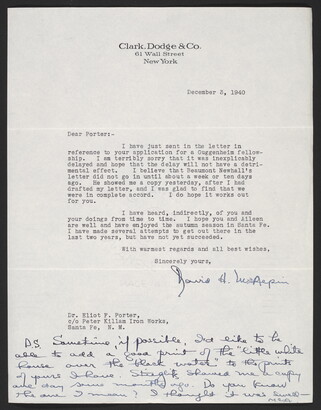 Clark, Dodge & Co.
61 Wall Street
New York
December 5, 1940
Dear Porter:-
I have just sent in the letter in
reference to your application for a Guggenheim fellow-
ship. I am terribly sorry that it was inexplicably
delayed and hope that the delay will not have a detri-
mental effect. I believe that Beaumont Newhall's
letter did not go in until about a week or ten days
ago. He showed me a copy yesterday, after I had
drafted my letter, and I was glad to find that we
were in complete accord. I do hope it works out
for you.
I have heard, indirectly, of you and
your doings from time to time. I hope you and Aileen
are well and have enjoyed the autumn season in Santa Fe.
I have made several attempts to get out there in the
last two years, but have not yet succeeded.
With warmest regards and all best wishes,
Sincerely yours,
David H. McAlpin
Dr. Eliot F. Porter,
c/o Peter Killam Iron Works,
Santa Fe, N. M.
PS Sometime, if possible, I'd like to be
able to add a good print of the "little white
house over the black water" to the prints
of yours I have. Stieglitz showed me a copy
one day some months ago. Do you know
the one I mean? I thought it was swell—